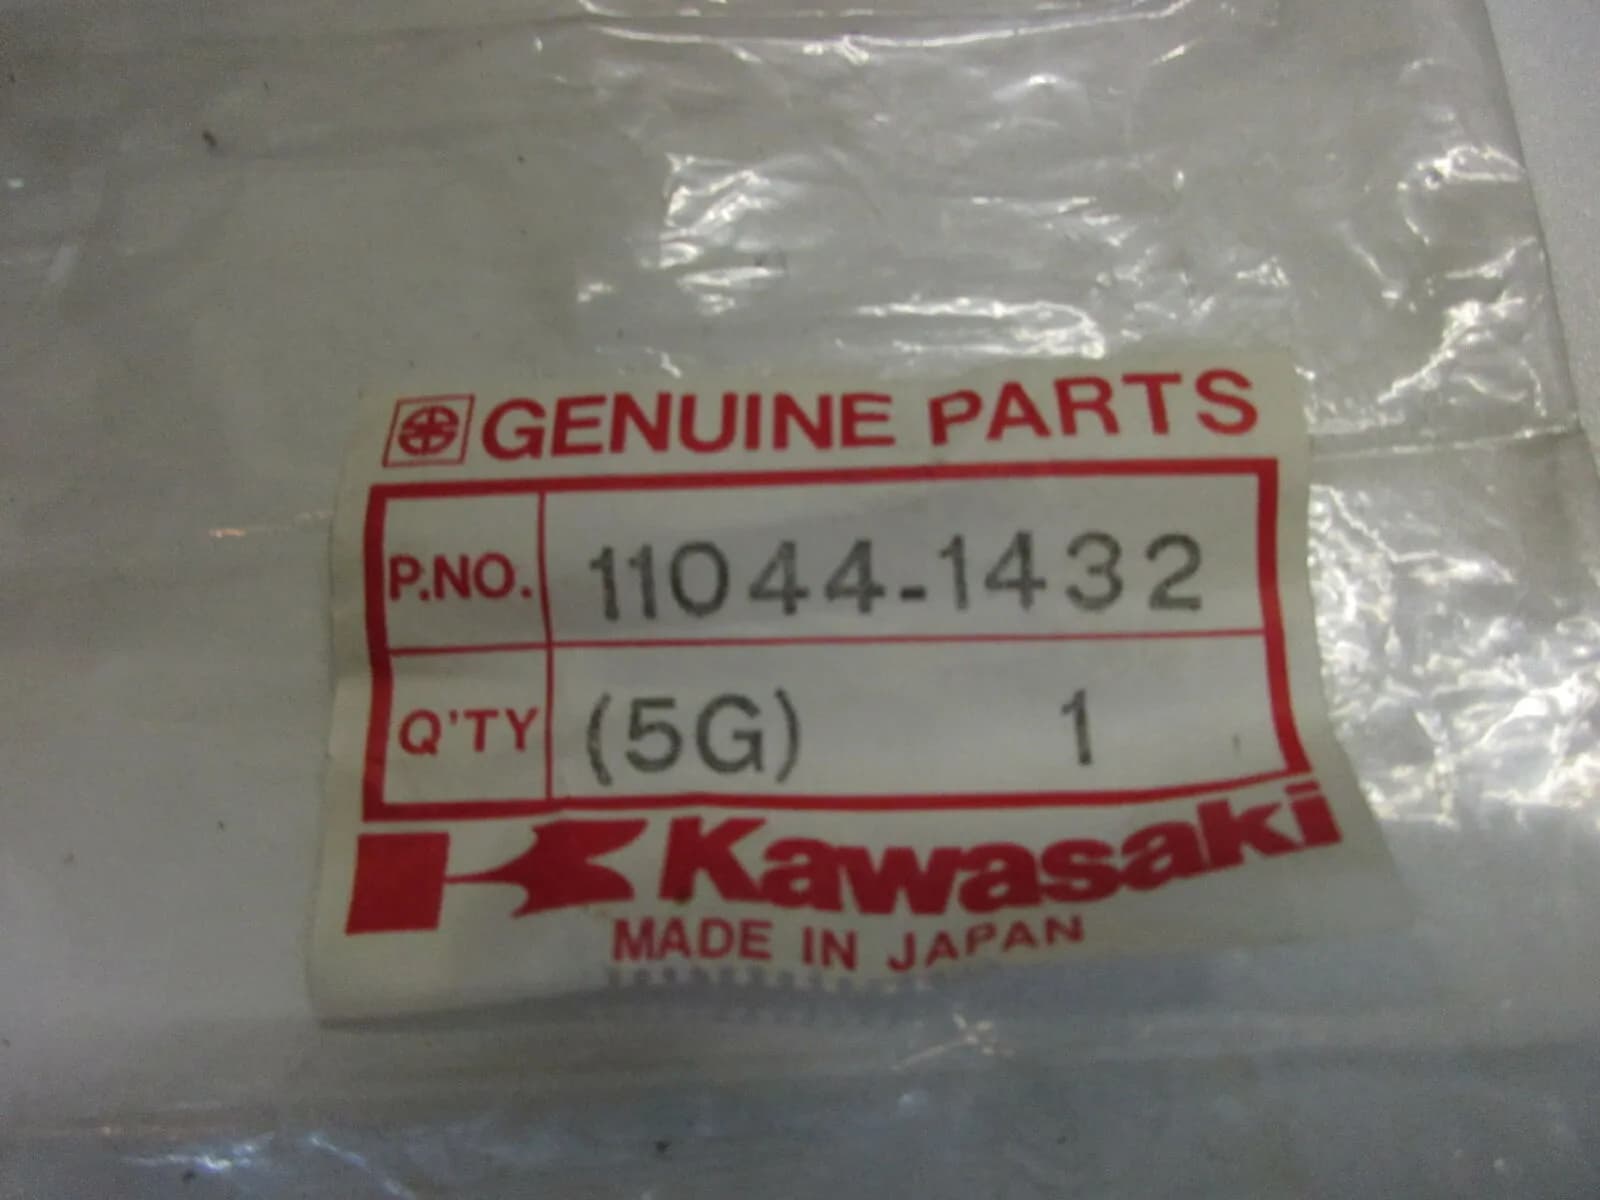 GENUINE PARTS
P.NO. 11044-1432
Q'TY (5G) 1
Kawasaki
MADE IN JAPAN